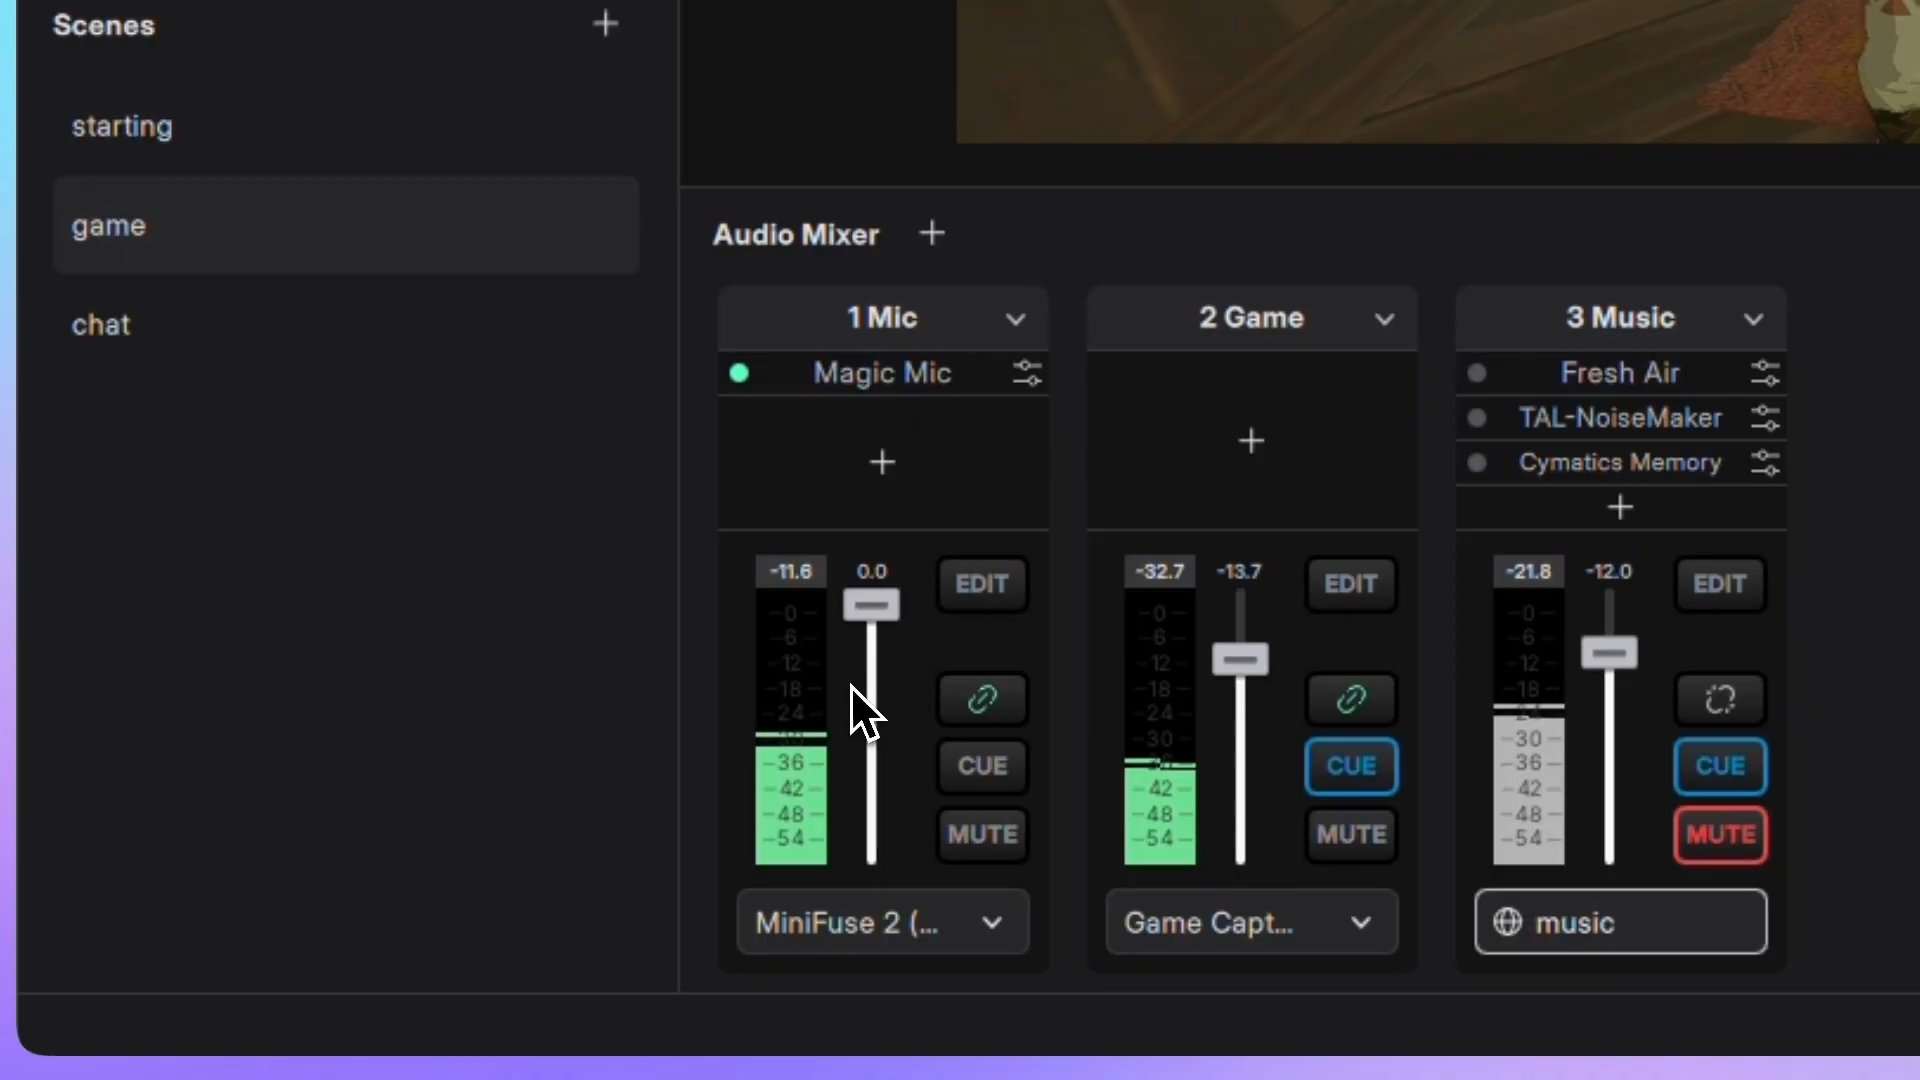 Scenes
starting
game
chat
Audio Mixer
1 Mic
Magic Mic
-11.6
0.0
EDIT
-0-
-6-
-12-
-18-
-24-
-36-
-42-
-48-
-54-
CUE
MUTE
MiniFuse 2 (...
2 Game
-32.7
-13.7
EDIT
-0-
-6-
-12-
-18-
-24-
-30-
-42-
-48-
-54-
CUE
MUTE
Game Capt...
3 Music
Fresh Air
TAL-NoiseMaker
Cymatics Memory
-21.8
-12.0
EDIT
-0-
-6-
-12-
-18-
-30-
-36-
-42-
-48-
-54-
CUE
MUTE
music